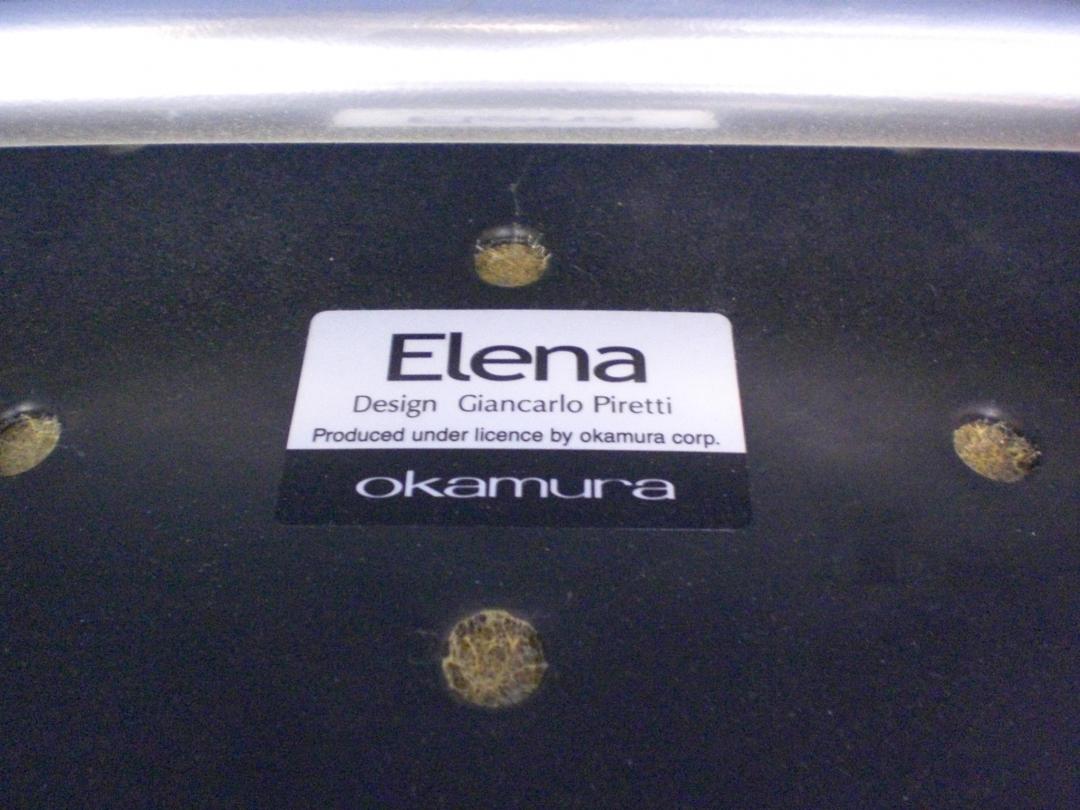 Elena
Design Giancarlo Piretti
Produced under licence by okamura corp.
okamura